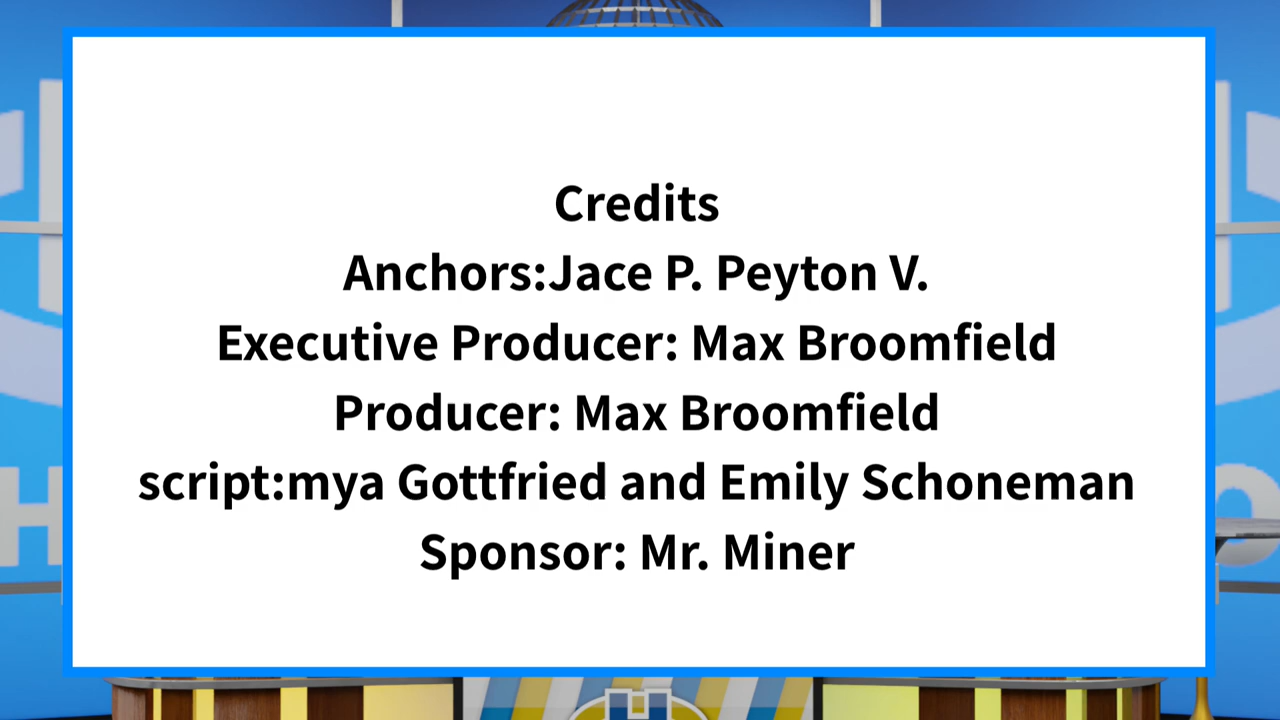 Credits
Anchors:Jace P. Peyton V.
Executive Producer: Max Broomfield
Producer: Max Broomfield
script:mya Gottfried and Emily Schoneman
Sponsor: Mr. Miner